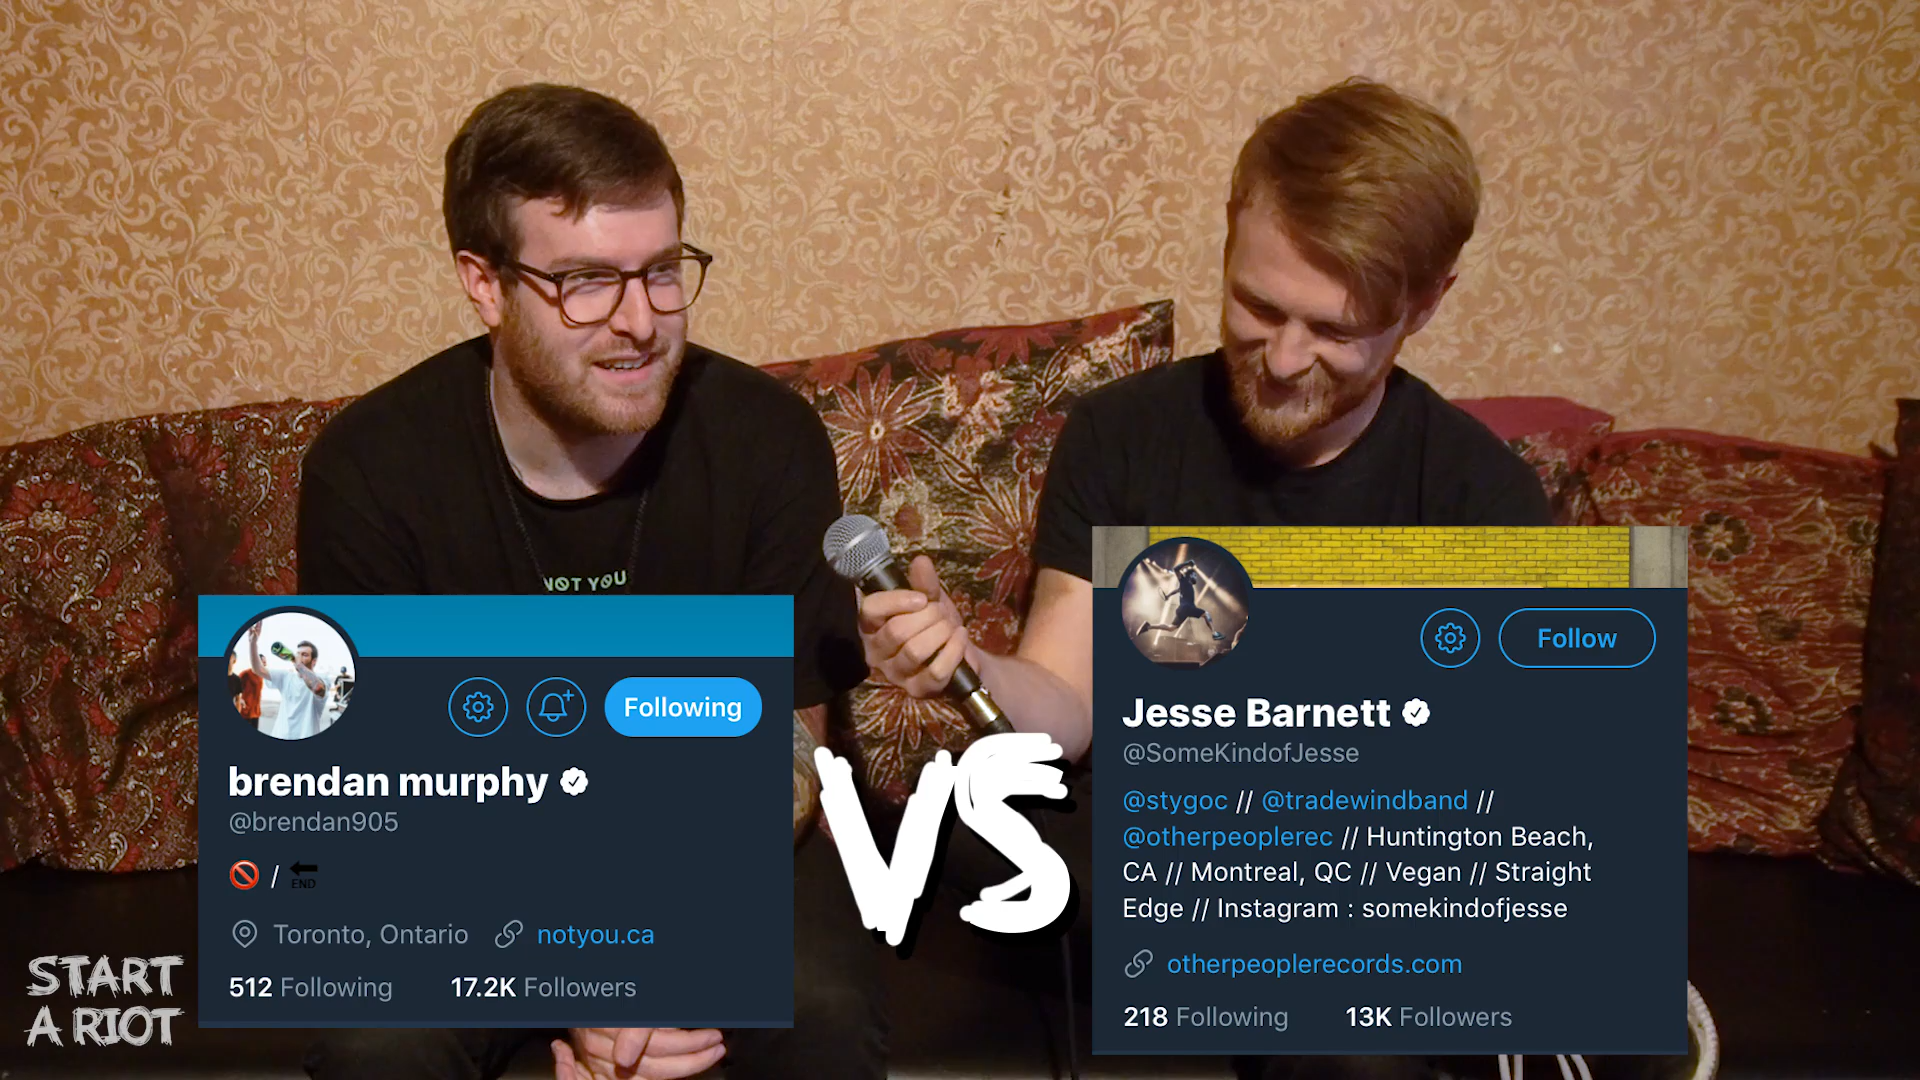 NOT YOU
Following
brendan murphy
@brendan905
🚫 / 🔚
END
Toronto, Ontario notyou.ca
512 Following 17.2K Followers
VS
Follow
Jesse Barnett
@SomeKindofJesse
@stygoc // @tradewindband //
@otherpeoplerec // Huntington Beach,
CA // Montreal, QC // Vegan // Straight
Edge // Instagram : somekindofjesse
otherpeoplerecords.com
218 Following 13K Followers
START
A RIOT